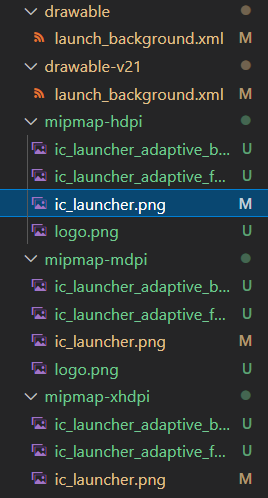 drawable
launch_background.xml M
drawable-v21
launch_background.xml M
mipmap-hdpi
ic_launcher_adaptive_b... U
ic_launcher_adaptive_f... U
ic_launcher.png M
logo.png U
mipmap-mdpi
ic_launcher_adaptive_b... U
ic_launcher_adaptive_f... U
ic_launcher.png M
logo.png U
mipmap-xhdpi
ic_launcher_adaptive_b... U
ic_launcher_adaptive_f... U
ic_launcher.png M